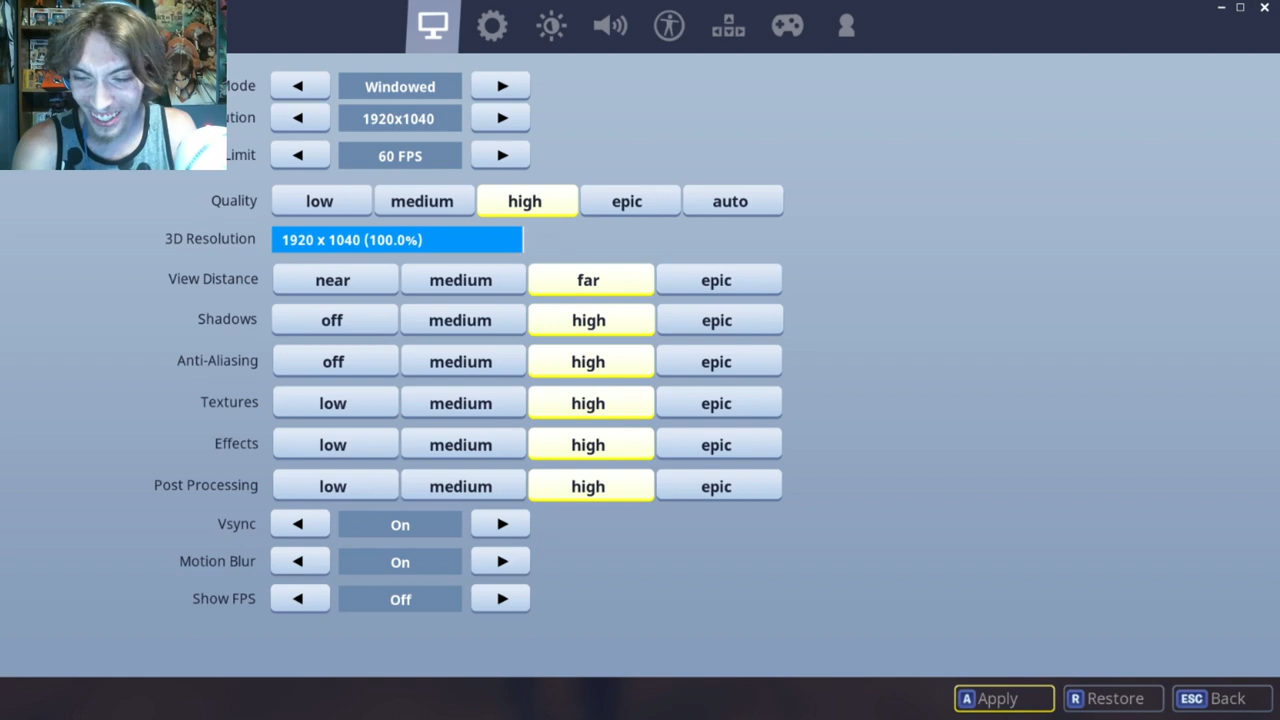 Mode ◄ Windowed ►
ution ◄ 1920x1040 ►
Limit ◄ 60 FPS ►
Quality low medium high epic auto
3D Resolution 1920 x 1040 (100.0%)
View Distance near medium far epic
Shadows off medium high epic
Anti-Aliasing off medium high epic
Textures low medium high epic
Effects low medium high epic
Post Processing low medium high epic
Vsync ◄ On ►
Motion Blur ◄ On ►
Show FPS ◄ Off ►
A Apply R Restore ESC Back